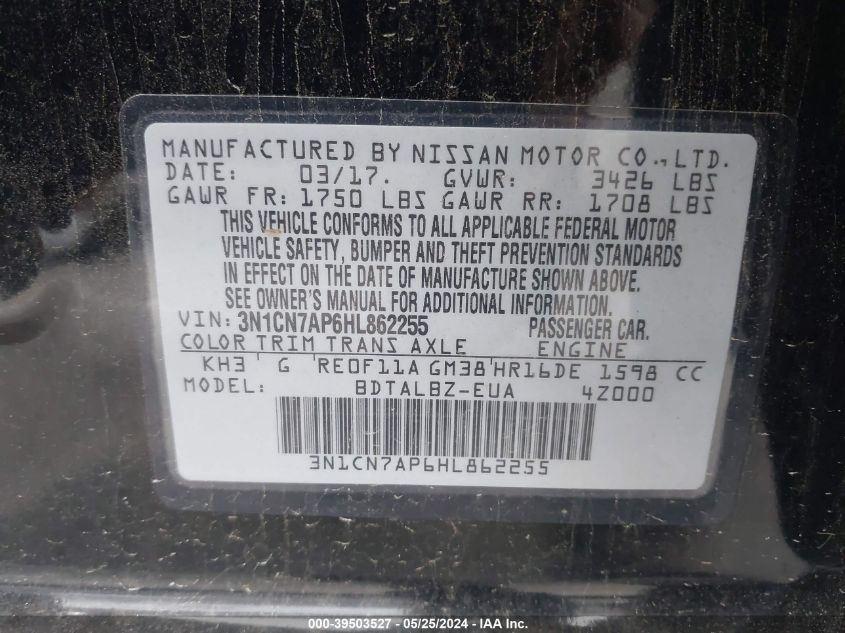 MANUFACTURED BY NISSAN MOTOR CO., LTD.
DATE: 03/17. GVWR: 3426 LBS
GAWR FR: 1750 LBS GAWR RR: 1708 LBS
THIS VEHICLE CONFORMS TO ALL APPLICABLE FEDERAL MOTOR
VEHICLE SAFETY, BUMPER AND THEFT PREVENTION STANDARDS
IN EFFECT ON THE DATE OF MANUFACTURE SHOWN ABOVE.
SEE OWNER'S MANUAL FOR ADDITIONAL INFORMATION.
VIN: 3N1CN7AP6HL862255 PASSENGER CAR.
COLOR TRIM TRANS AXLE ENGINE
KH3 G RE0F11A GM38 HR16DE 1598 CC
MODEL: BDTALBZ-EUA 4Z000
3N1CN7AP6HL862255
000-39503527 - 05/25/2024 - IAA Inc.